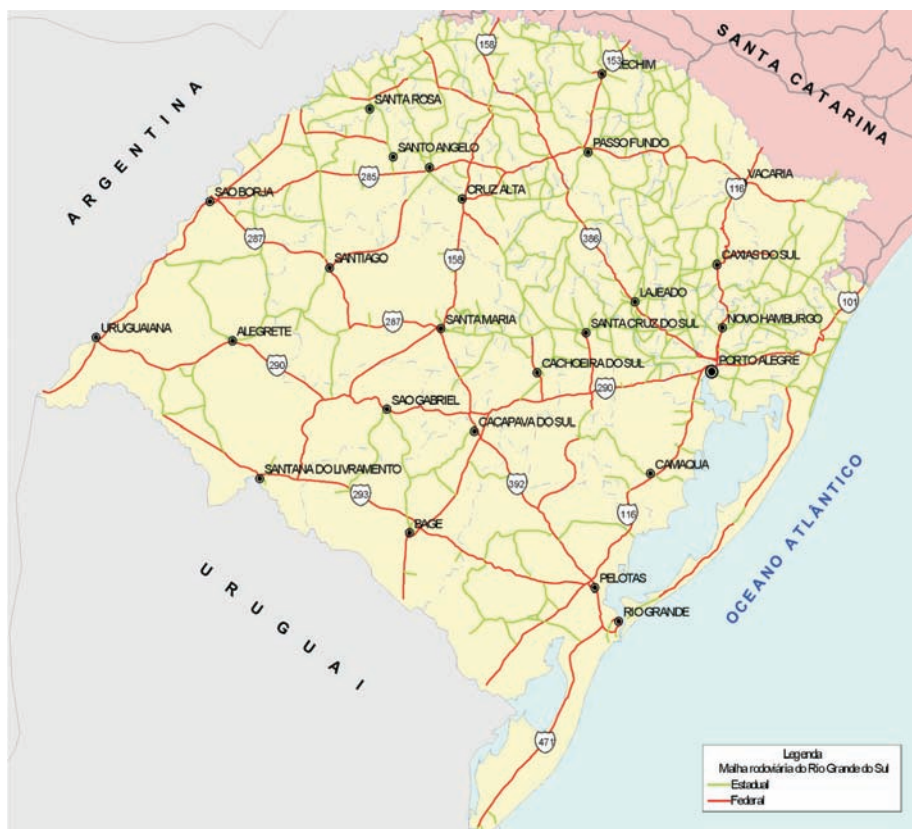 SANTA CATARINA
ARGENTINA
158
153
ECHIM
SANTA ROSA
SANTO ANGELO
PASSO FUNDO
285
116
VACARIA
SAO BORJA
CRUZ ALTA
287
386
158
SANTIAGO
CAXIAS DO SUL
LAJEADO
101
URUGUAIANA
ALEGRETE
287
SANTA MARIA
SANTA CRUZ DO SUL
NOVO HAMBURGO
290
CACHOEIRA DO SUL
290
PORTO ALEGRE
SAO GABRIEL
CACAPAVA DO SUL
SANTANA DO LIVRAMENTO
CAMAQUA
293
392
116
BAGE
OCEANO ATLÂNTICO
URUGUAI
PELOTAS
RIO GRANDE
471
Legenda
Malha rodoviária do Rio Grande do Sul
Estadual
Federal